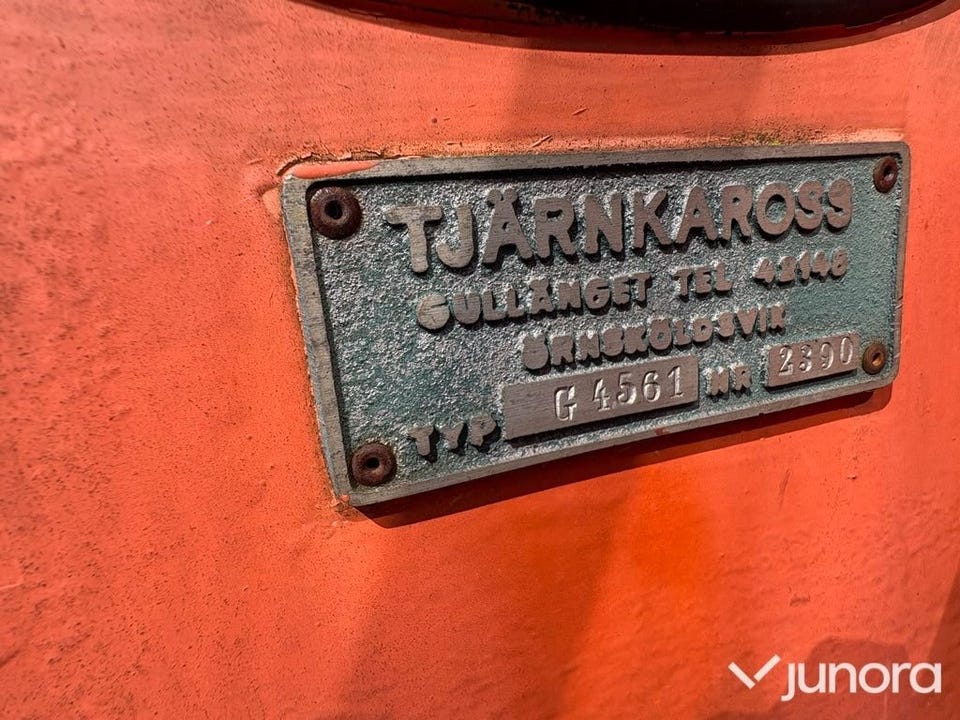 TJÄRNKAROSS
GULLÄNGET TEL 42148
ÖRNSKÖLDSVIK
TYP G 4561 NR 2390
junora